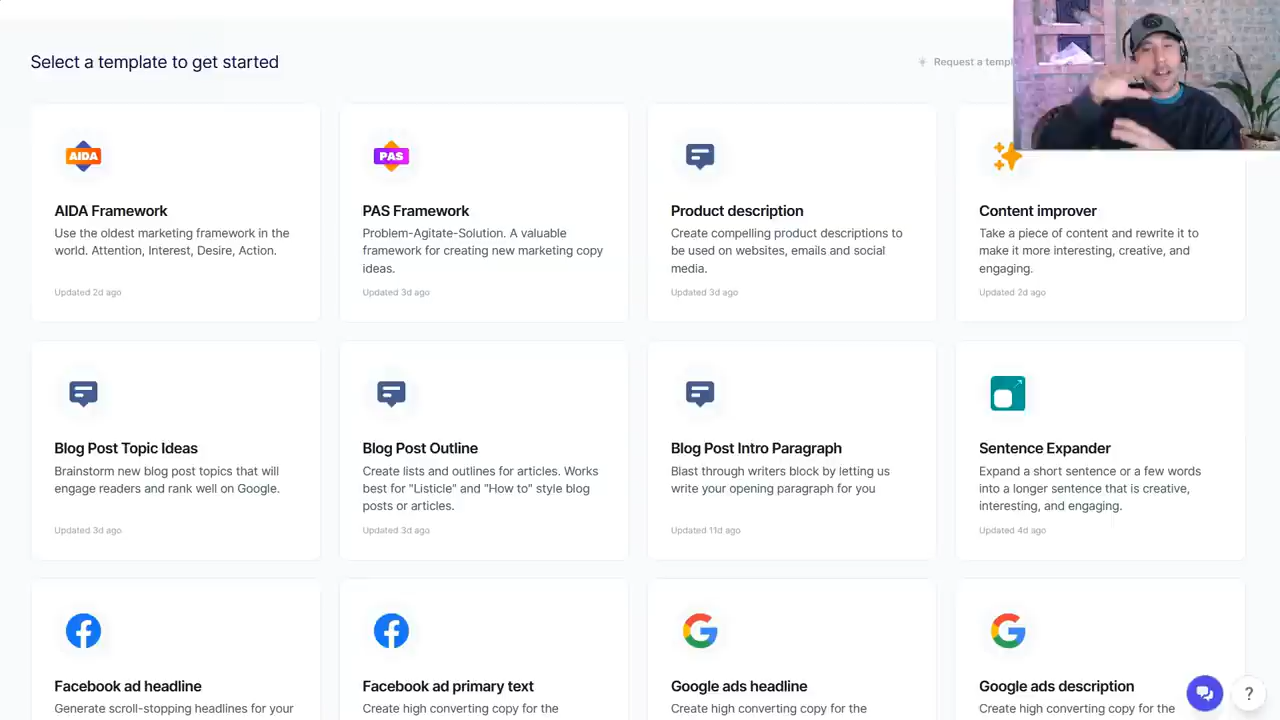 Select a template to get started
Request a templ
AIDA
AIDA Framework
Use the oldest marketing framework in the
world. Attention, Interest, Desire, Action.
Updated 2d ago
PAS
PAS Framework
Problem-Agitate-Solution. A valuable
framework for creating new marketing copy
ideas.
Updated 3d ago
Product description
Create compelling product descriptions to
be used on websites, emails and social
media.
Updated 3d ago
Content improver
Take a piece of content and rewrite it to
make it more interesting, creative, and
engaging.
Updated 2d ago
Blog Post Topic Ideas
Brainstorm new blog post topics that will
engage readers and rank well on Google.
Updated 3d ago
Blog Post Outline
Create lists and outlines for articles. Works
best for "Listicle" and "How to" style blog
posts or articles.
Updated 3d ago
Blog Post Intro Paragraph
Blast through writers block by letting us
write your opening paragraph for you
Updated 11d ago
Sentence Expander
Expand a short sentence or a few words
into a longer sentence that is creative,
interesting, and engaging.
Updated 4d ago
Facebook ad headline
Generate scroll-stopping headlines for your
Facebook ad primary text
Create high converting copy for the
Google ads headline
Create high converting copy for the
Google ads description
Create high converting copy for the
?